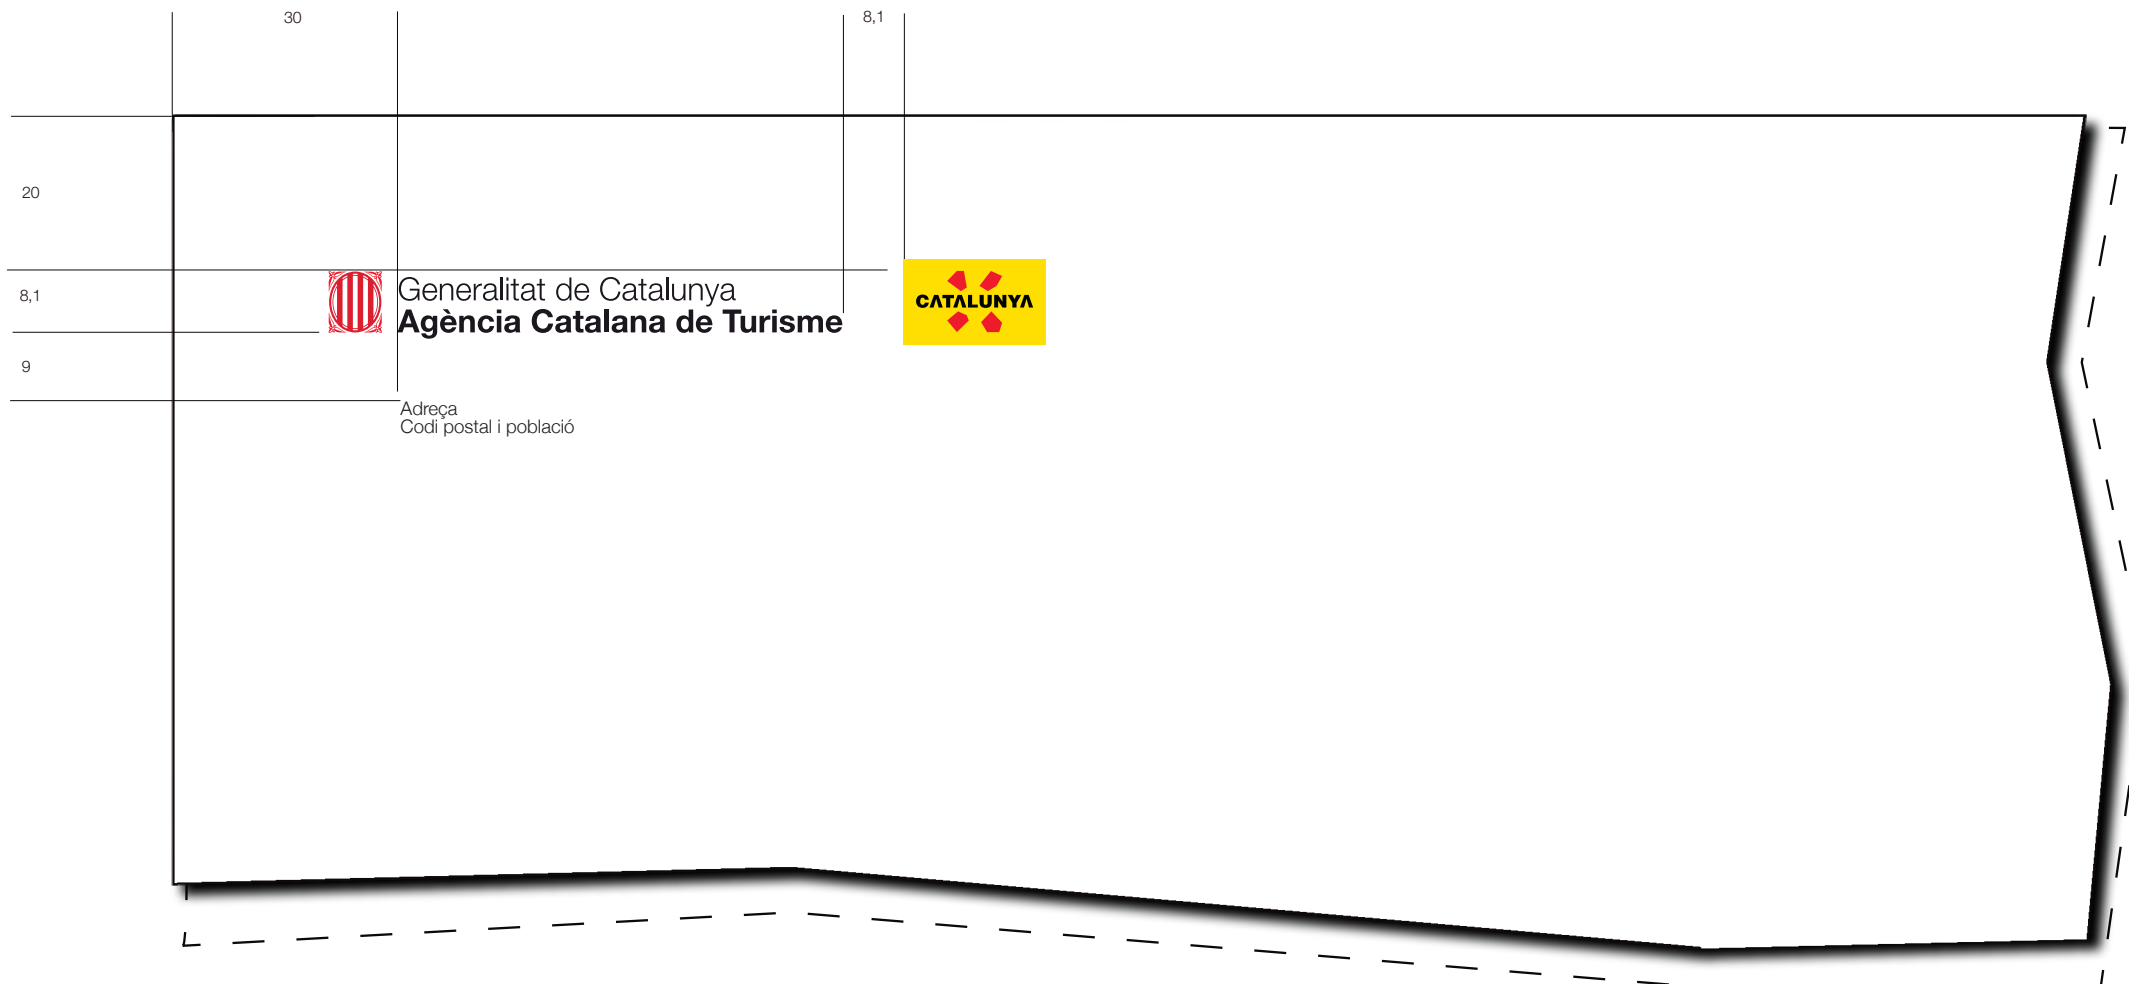 30
8,1
20
8,1
Generalitat de Catalunya
Agència Catalana de Turisme
CATALUNYA
9
Adreça
Codi postal i població